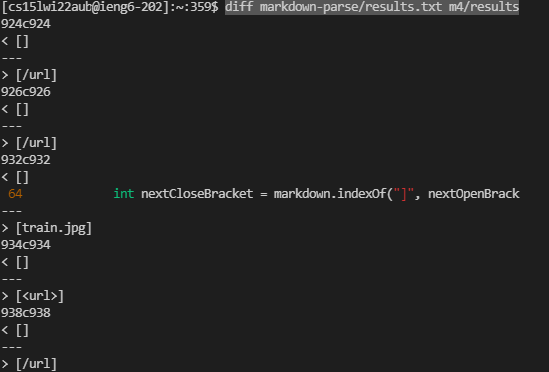 [cs15lwi22aub@ieng6-202]:~:359$ diff markdown-parse/results.txt m4/results
924c924
< []
---
> [/url]
926c926
< []
---
> [/url]
932c932
< []
64 int nextCloseBracket = markdown.indexOf("]", nextOpenBrack
---
> [train.jpg]
934c934
< []
---
> [<url>]
938c938
< []
---
> [/url]